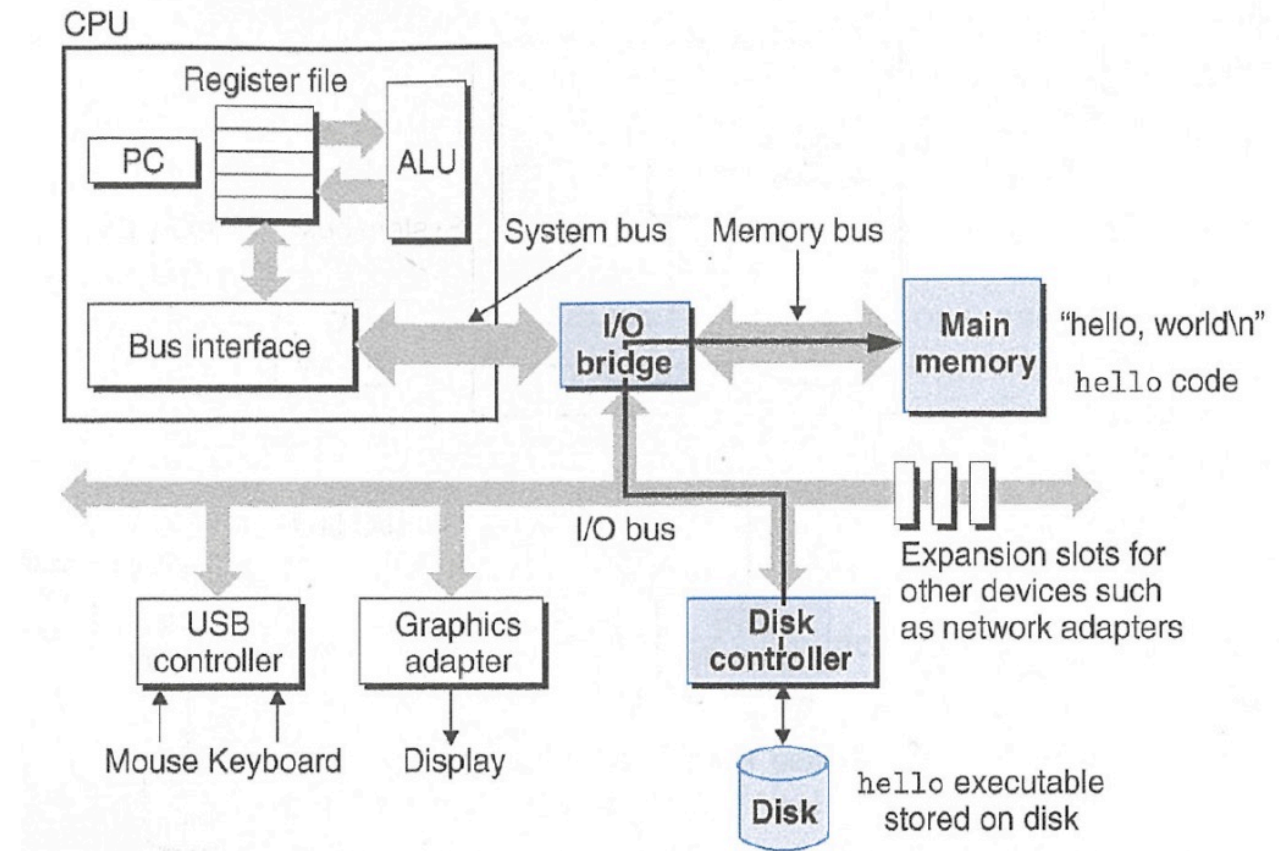 CPU
Register file
PC
ALU
System bus
Memory bus
Bus interface
I/O
bridge
Main
memory
“hello, world\n”
hello code
I/O bus
Expansion slots for
other devices such
as network adapters
USB
controller
Graphics
adapter
Disk
controller
Mouse Keyboard
Display
Disk
hello executable
stored on disk